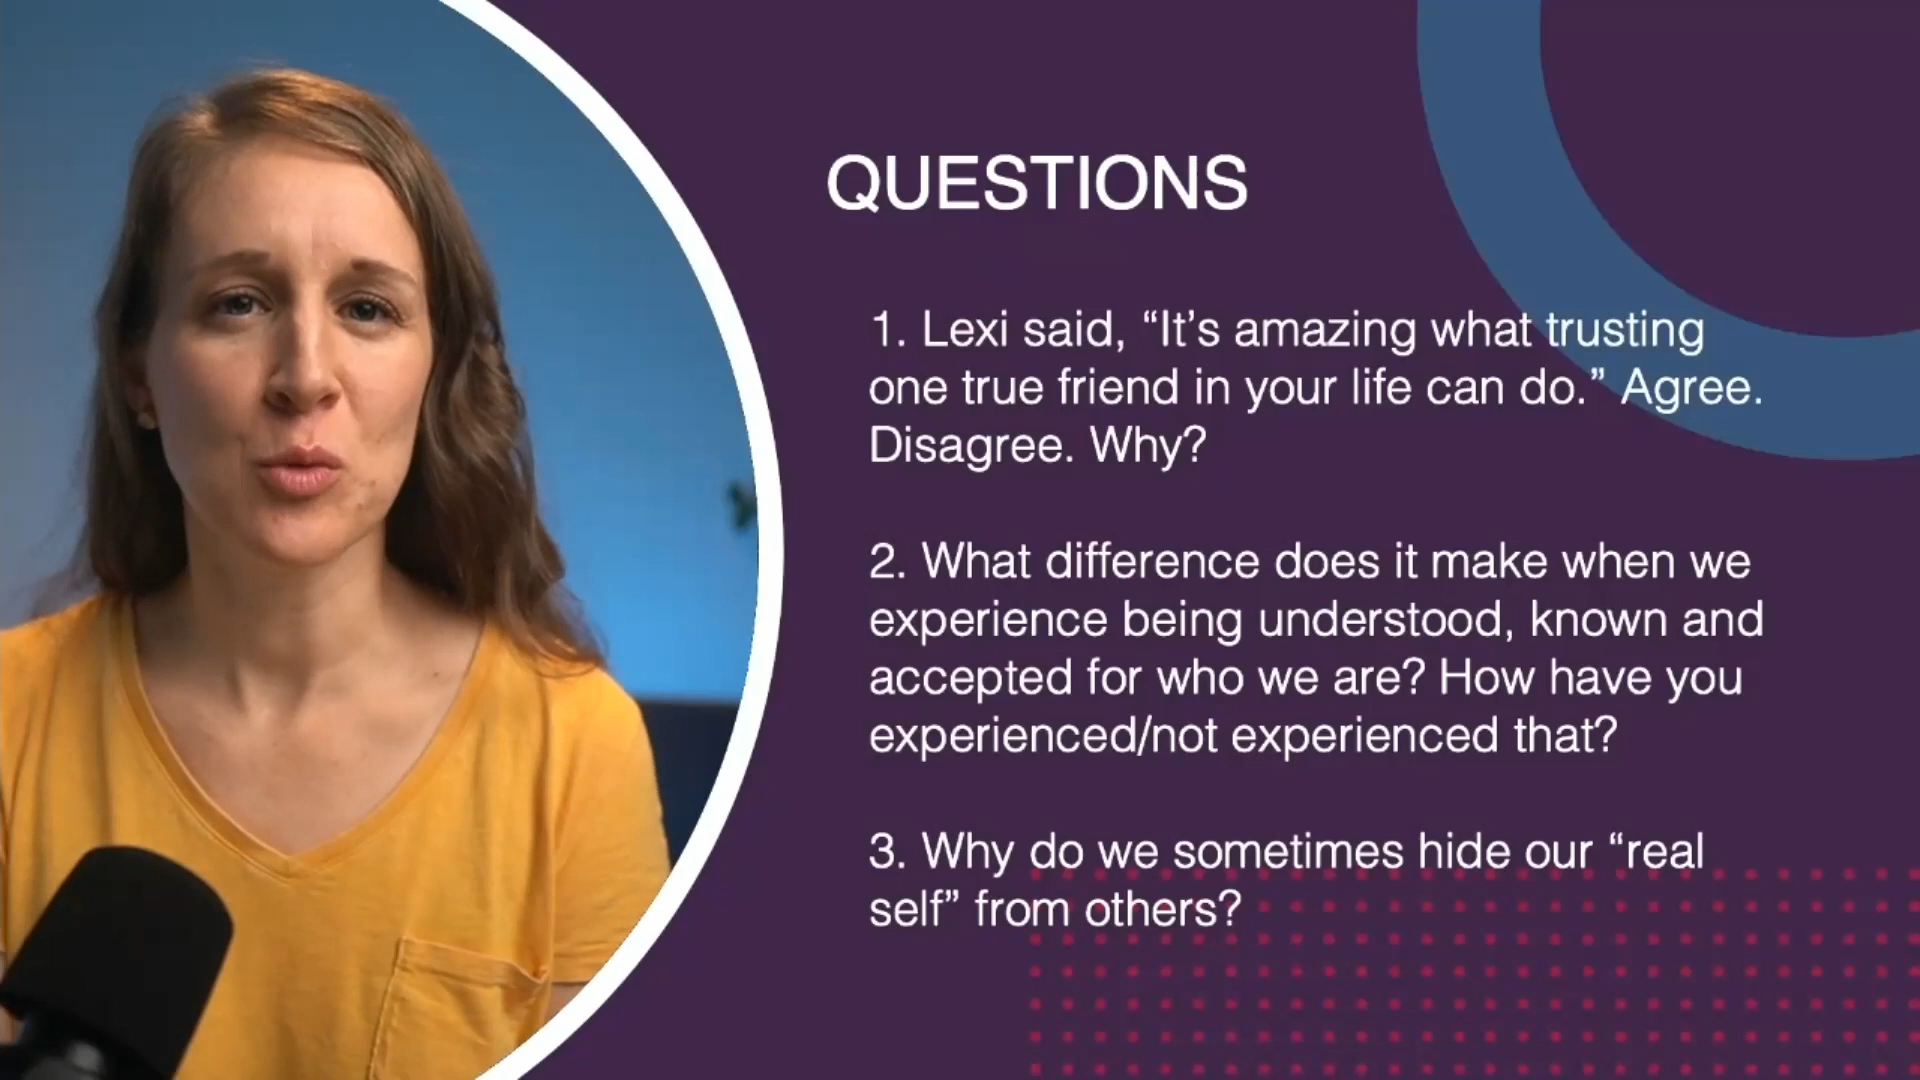 QUESTIONS
1. Lexi said, “It’s amazing what trusting
one true friend in your life can do.” Agree.
Disagree. Why?
2. What difference does it make when we
experience being understood, known and
accepted for who we are? How have you
experienced/not experienced that?
3. Why do we sometimes hide our “real
self” from others?